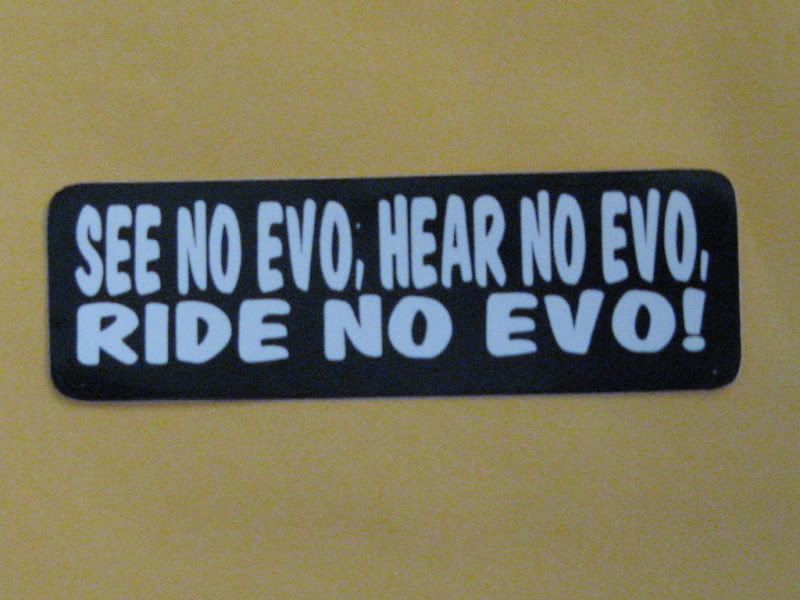 SEE NO EVO; HEAR NO EVO,
RIDE NO EVO!